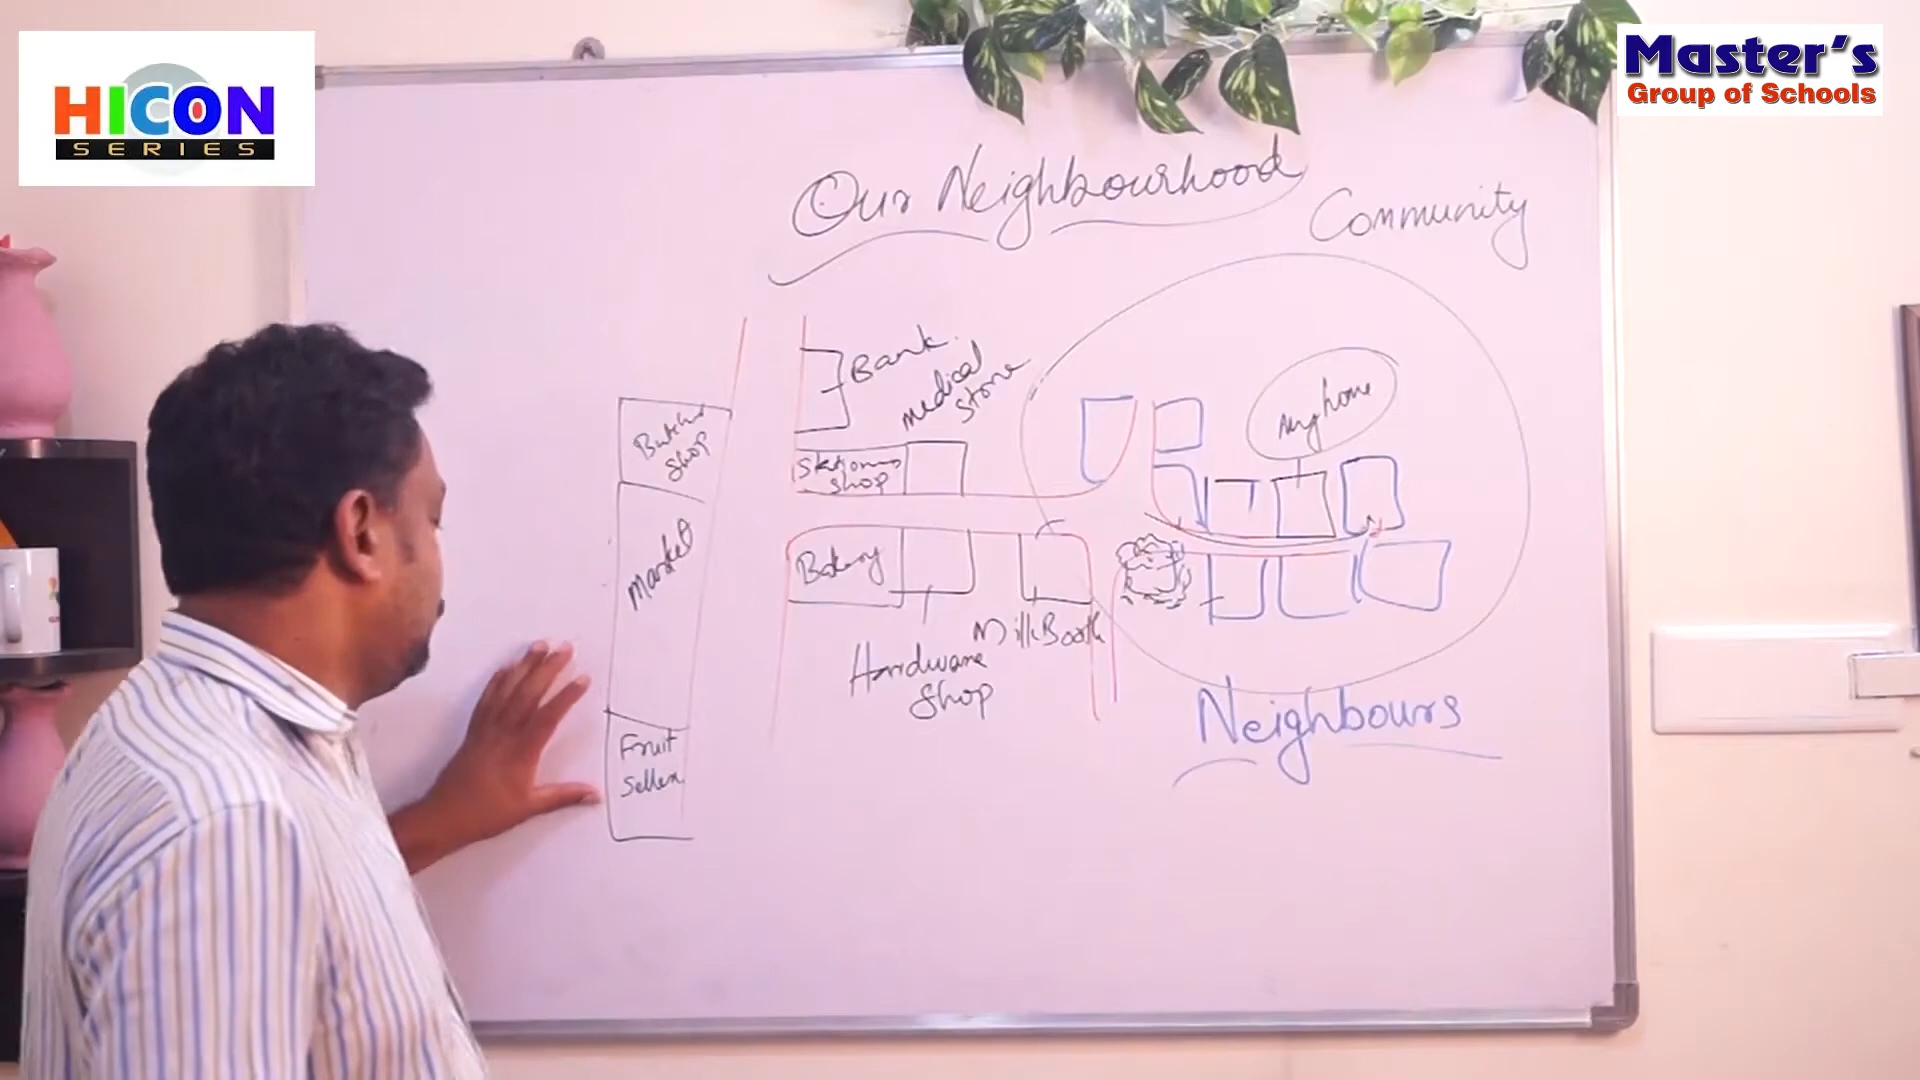 HICON
SERIES
Master's
Group of Schools
Our Neighbourhood
Community
Bank
medical
store
my home
Butcher
shop
Stationary
shop
Market
Bakery
Milk Booth
Hardware
shop
Fruit
seller
Neighbours